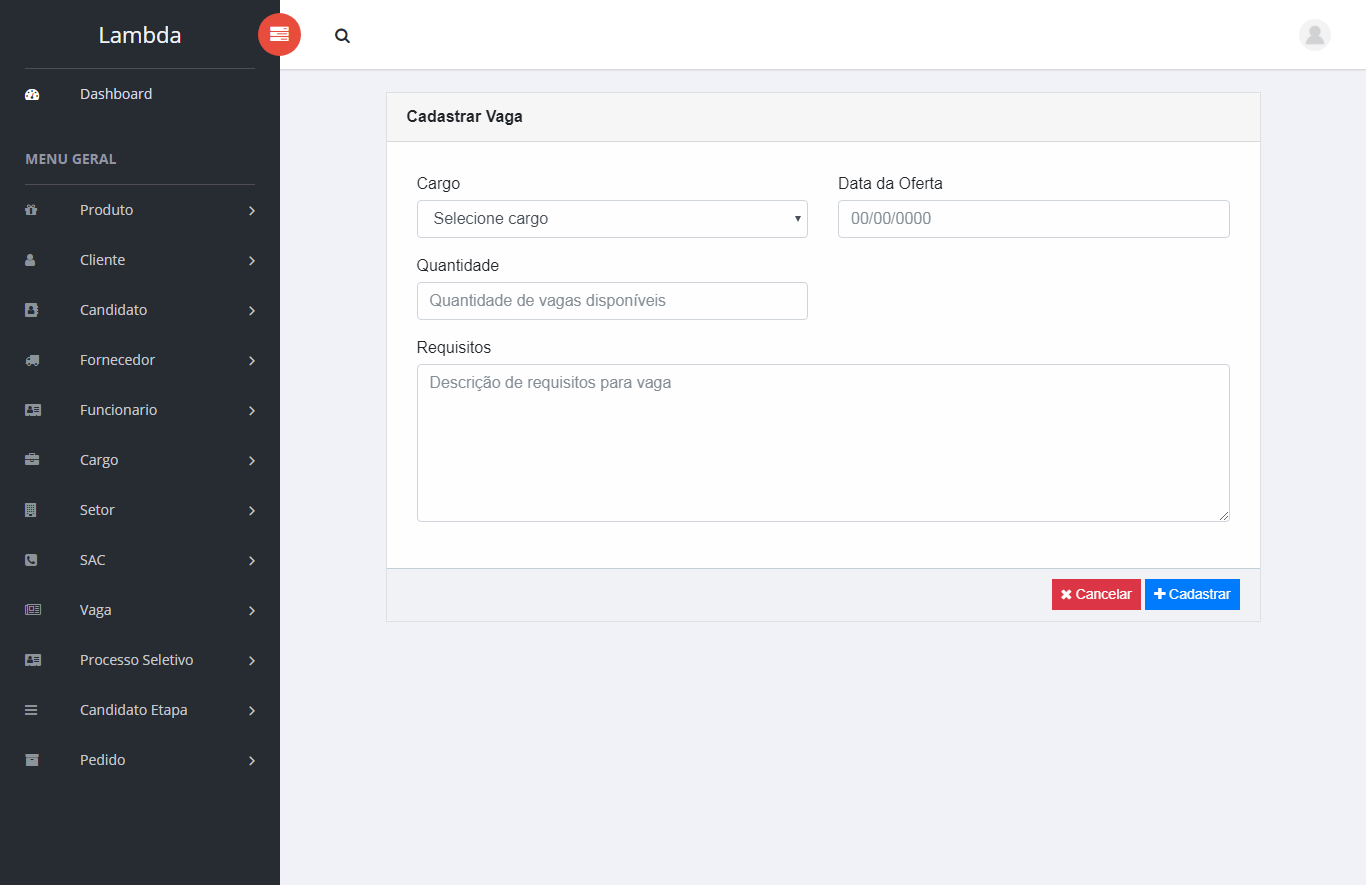 Lambda
Dashboard
MENU GERAL
Produto
Cliente
Candidato
Fornecedor
Funcionario
Cargo
Setor
SAC
Vaga
Processo Seletivo
Candidato Etapa
Pedido
Cadastrar Vaga
Cargo
Data da Oferta
Selecione cargo
00/00/0000
Quantidade
Quantidade de vagas disponíveis
Requisitos
Descrição de requisitos para vaga
Cancelar
Cadastrar